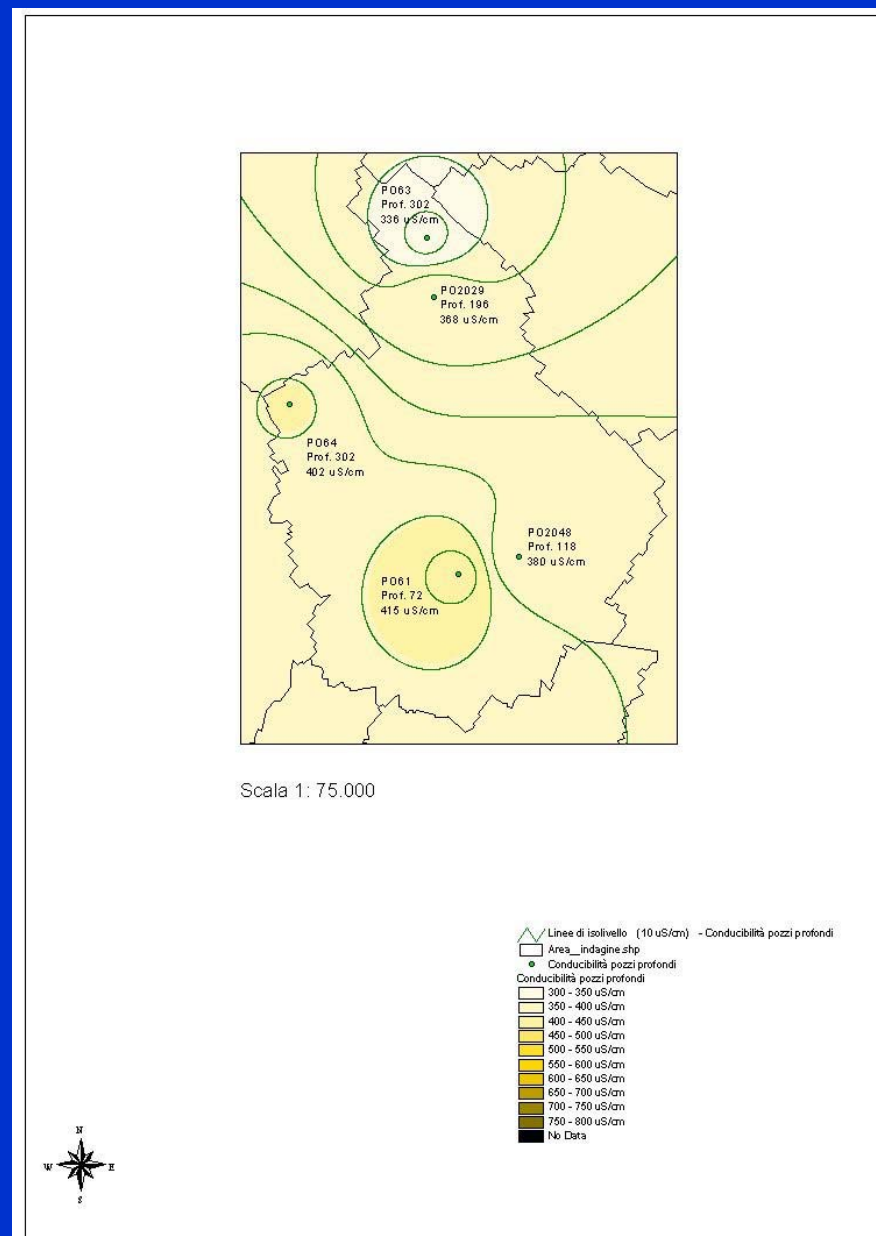 PO63
Prof. 302
336 uS/cm
PO2029
Prof. 196
368 uS/cm
PO64
Prof. 302
402 uS/cm
PO2048
Prof. 118
380 uS/cm
PO61
Prof. 72
415 uS/cm
Scala 1: 75.000
Linee di isolivello (10 uS/cm) - Conducibilità pozzi profondi
Area_indagine.shp
Conducibilità pozzi profondi
Conducibilità pozzi profondi
300 - 350 uS/cm
350 - 400 uS/cm
400 - 450 uS/cm
450 - 500 uS/cm
500 - 550 uS/cm
550 - 600 uS/cm
600 - 650 uS/cm
650 - 700 uS/cm
700 - 750 uS/cm
750 - 800 uS/cm
No Data
N
W E
S